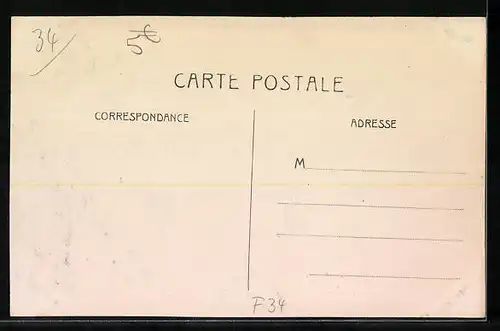 34/ 5€
CARTE POSTALE
CORRESPONDANCE
ADRESSE
M
F34